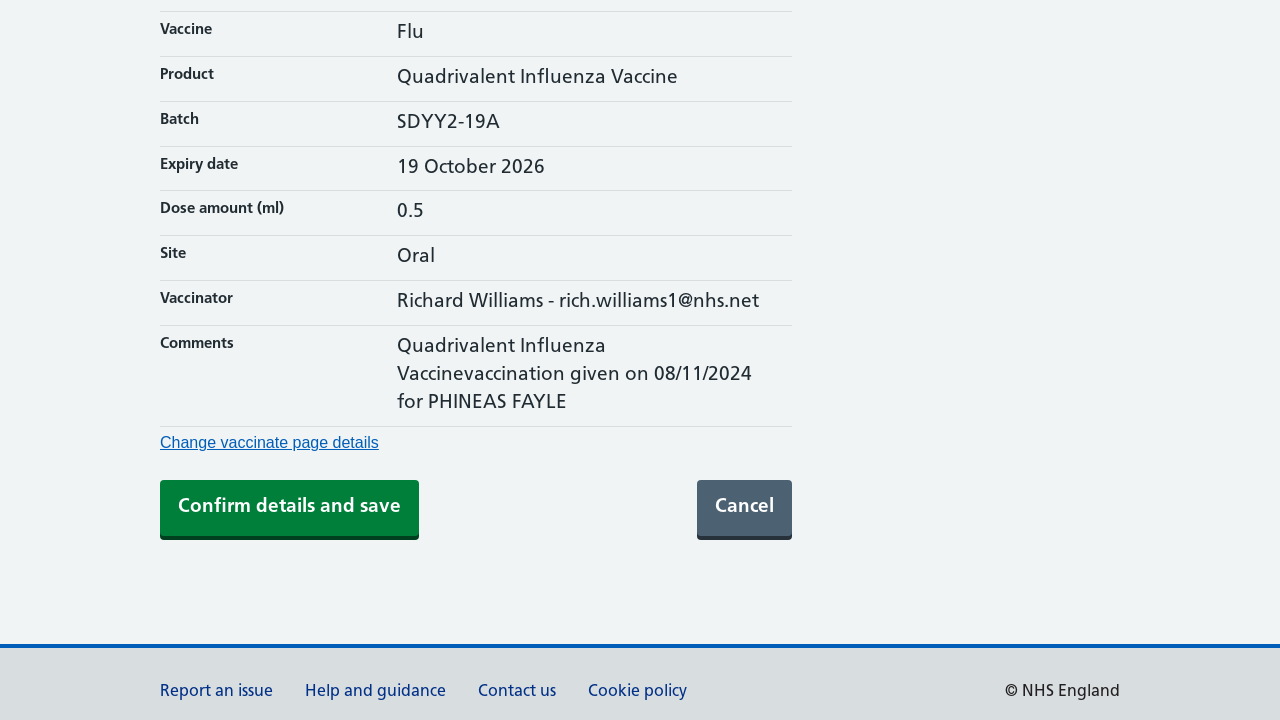 Vaccine
Flu
Product
Quadrivalent Influenza Vaccine
Batch
SDYY2-19A
Expiry date
19 October 2026
Dose amount (ml)
0.5
Site
Oral
Vaccinator
Richard Williams - rich.williams1@nhs.net
Comments
Quadrivalent Influenza
Vaccinevaccination given on 08/11/2024
for PHINEAS FAYLE
Change vaccinate page details
Confirm details and save
Cancel
Report an issue
Help and guidance
Contact us
Cookie policy
© NHS England